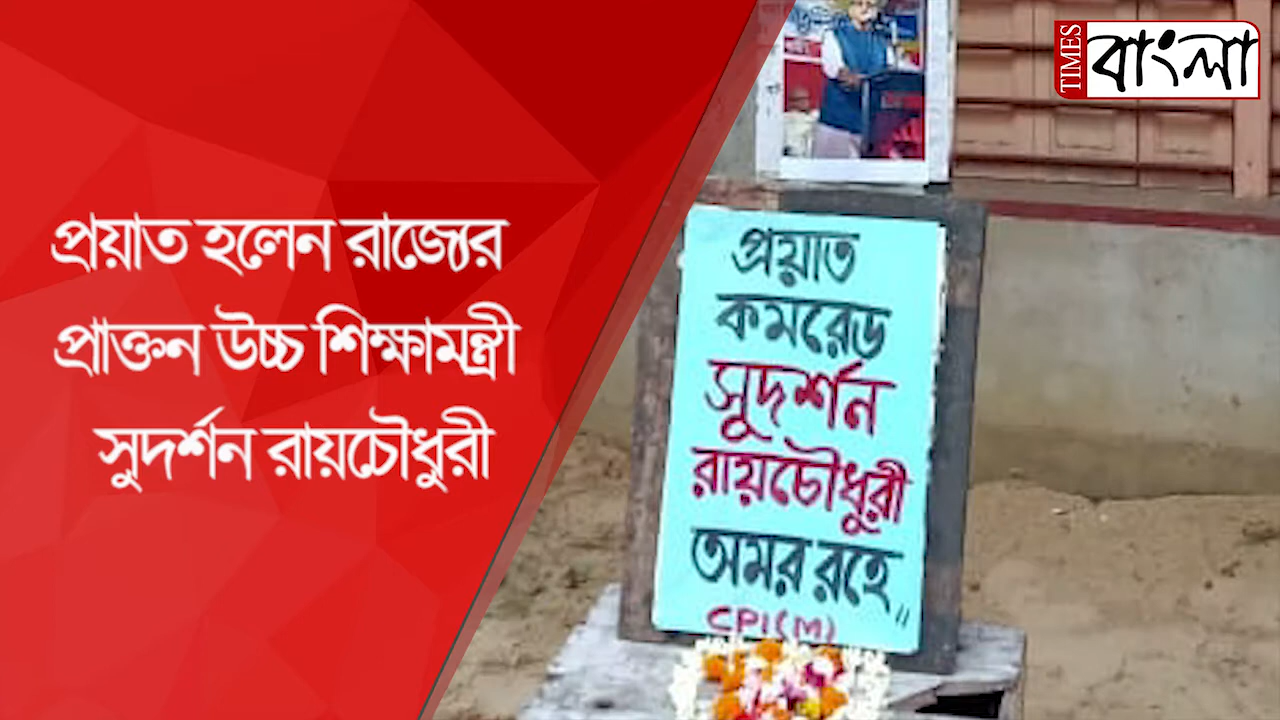 TIMES
বাংলা
প্রয়াত হলেন রাজ্যের
প্রাক্তন উচ্চ শিক্ষামন্ত্রী
সুদর্শন রায়চৌধুরী
প্রয়াত
কমরেড
সুদর্শন
রায়চৌধুরী
অমর রহে
CPI(M)